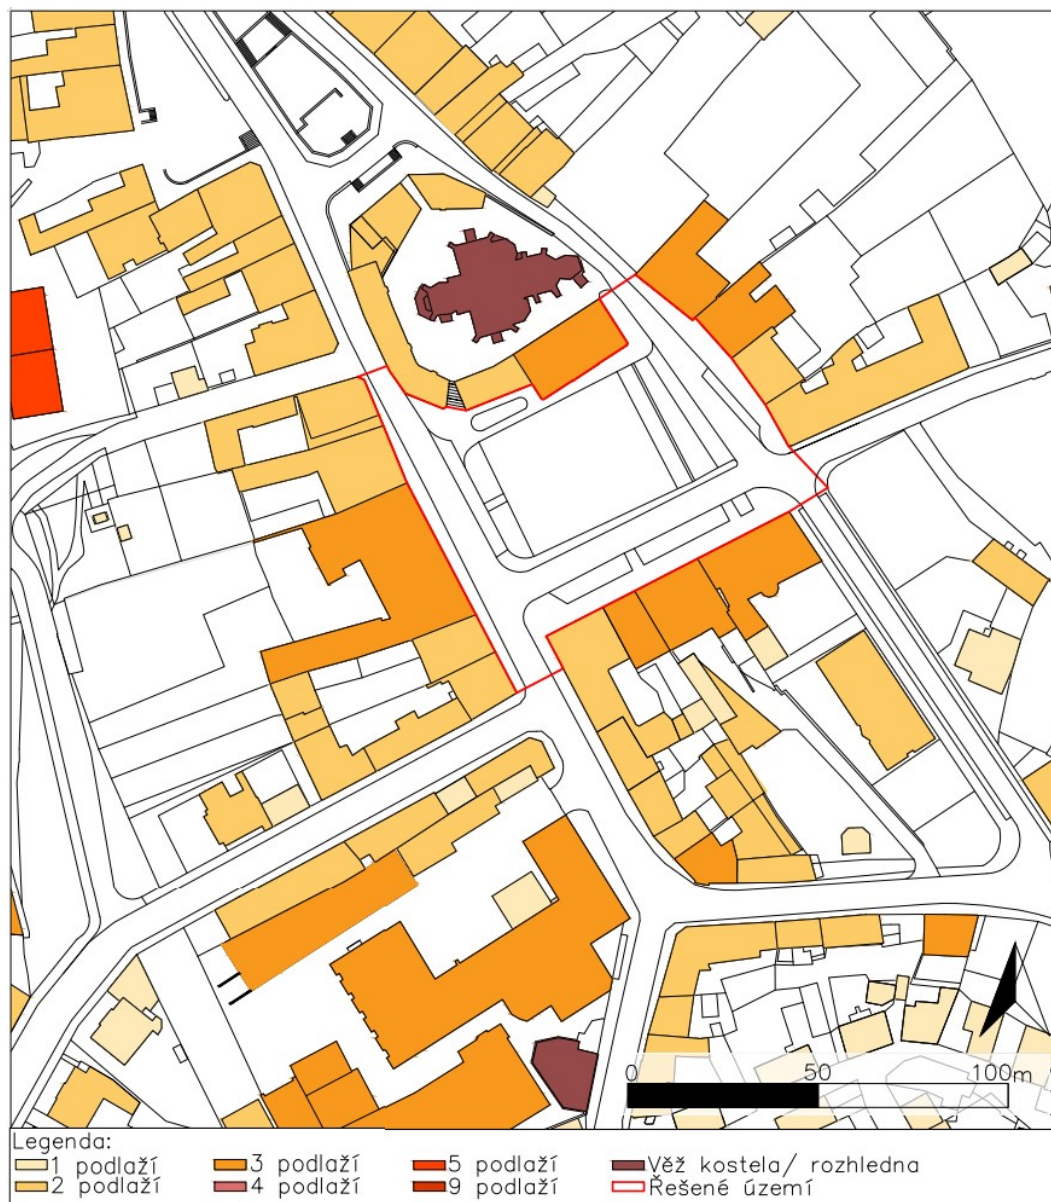 0 50 100m
Legenda:
1 podlaží 3 podlaží 5 podlaží Věž kostela/ rozhledna
2 podlaží 4 podlaží 9 podlaží Řešené území